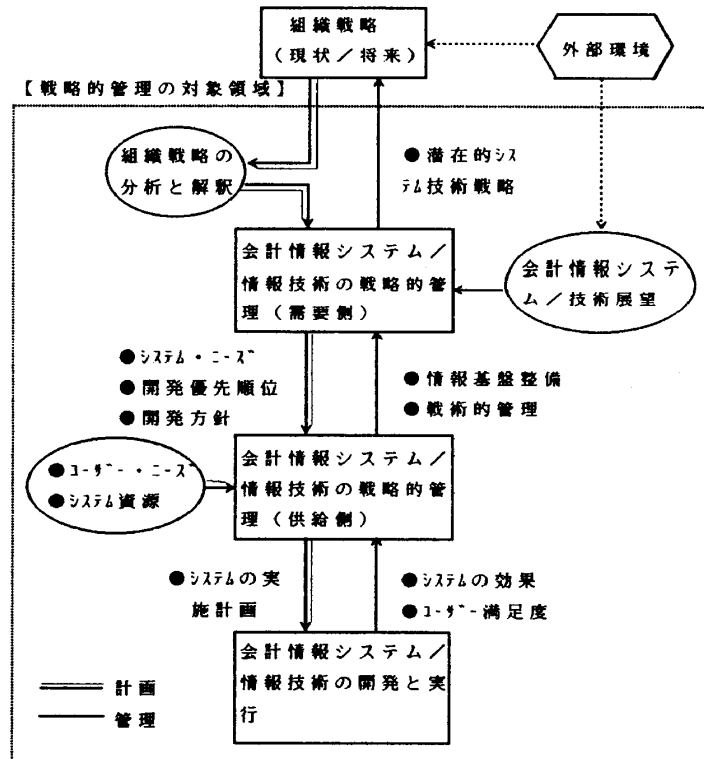 組織戦略
（現状／将来）
外部環境
【戦略的管理の対象領域】
組織戦略の
分析と解釈
●潜在的ｼｽ
ﾃﾑ技術戦略
会計情報システム／
情報技術の戦略的管
理（需要側）
会計情報システ
ム／技術展望
●ｼｽﾃﾑ・ﾆｰｽﾞ
●開発優先順位
●開発方針
●情報基盤整備
●戦術的管理
●ﾕｰｻﾞｰ・ﾆｰｽﾞ
●ｼｽﾃﾑ資源
会計情報システム／
情報技術の戦略的管
理（供給側）
●ｼｽﾃﾑの実
施計画
●ｼｽﾃﾑの効果
●ﾕｰｻﾞｰ満足度
会計情報システム／
情報技術の開発と実
行
計画
管理